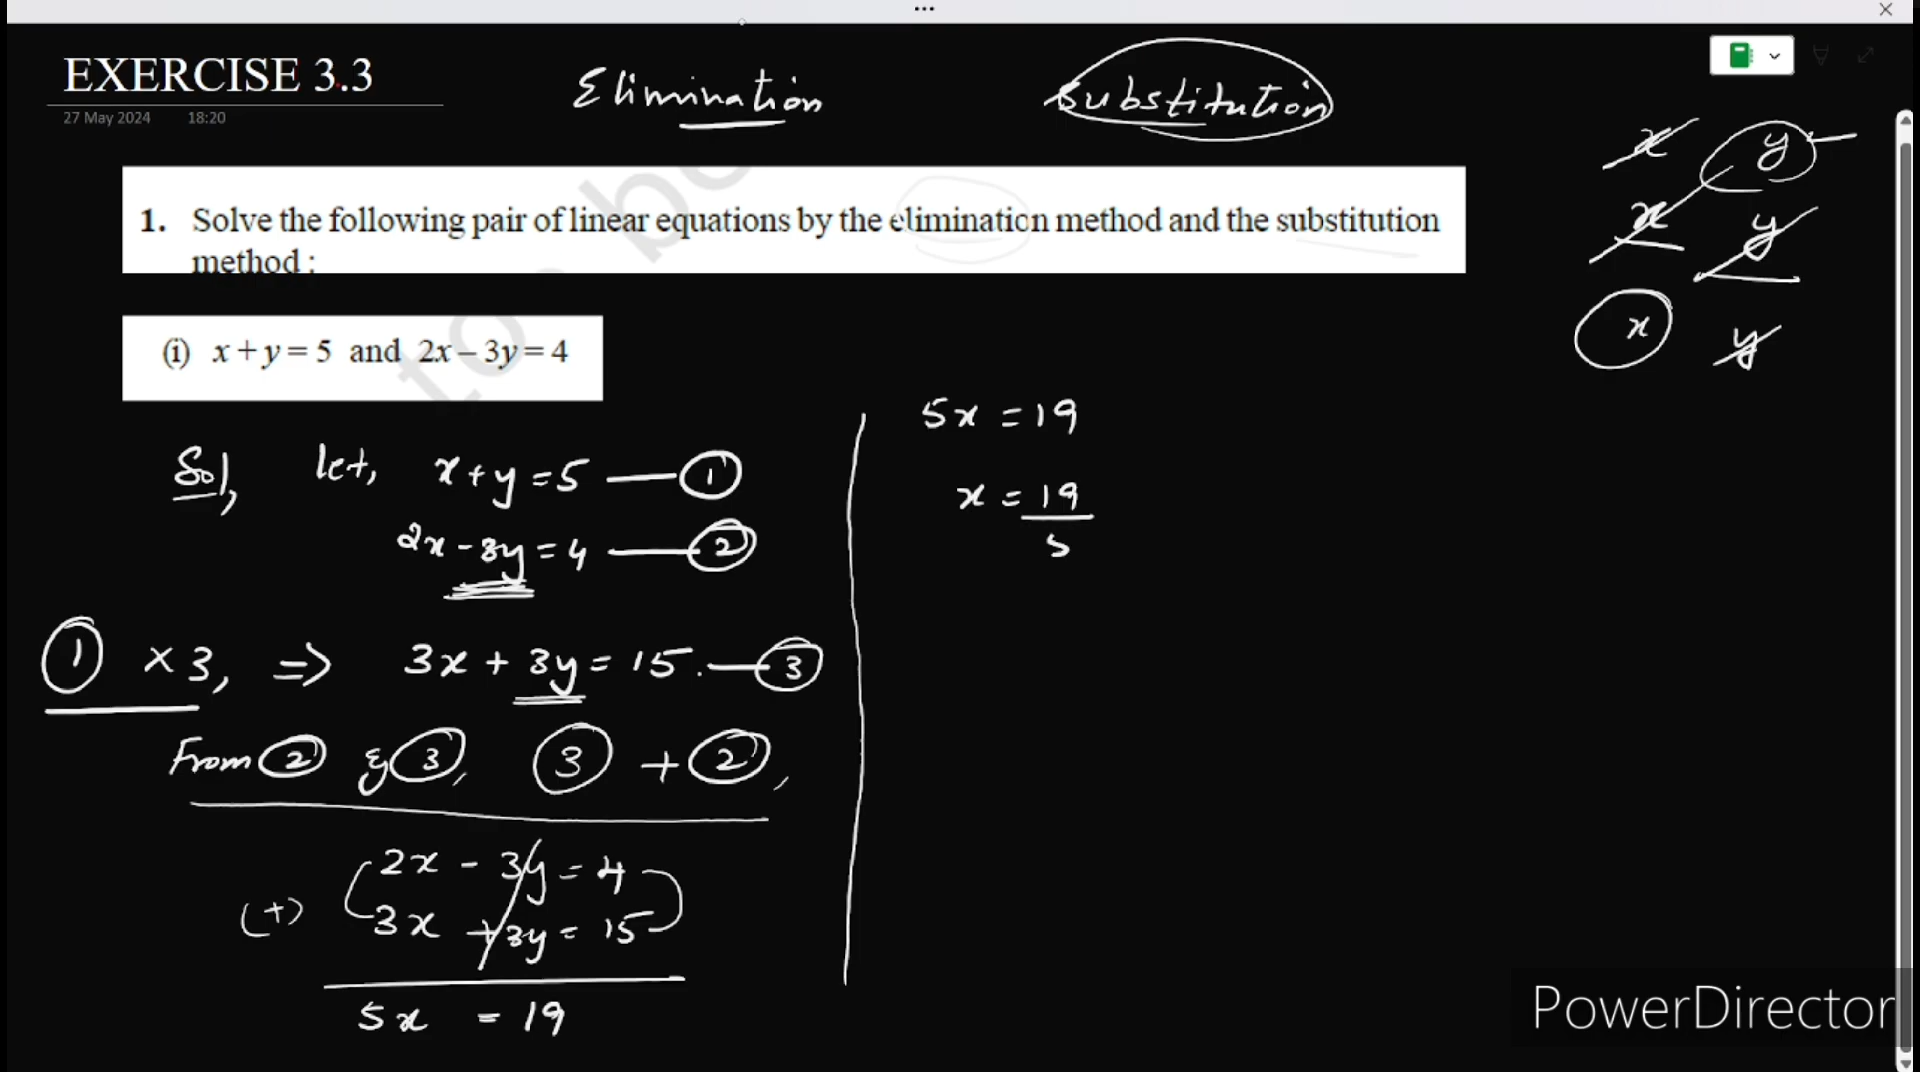 EXERCISE 3.3
27 May 2024 18:20
Elimination
Substitution
x y
x y
x y
1. Solve the following pair of linear equations by the elimination method and the substitution
method :
(i) x + y = 5 and 2x – 3y = 4
Sol, let, x + y = 5 — 1
2x - 3y = 4 — 2
1 × 3, => 3x + 3y = 15. — 3
From 2 & 3, 3 + 2,
(+) 2x - 3y = 4
3x + 3y = 15
5x = 19
5x = 19
x = 19
5
PowerDirector